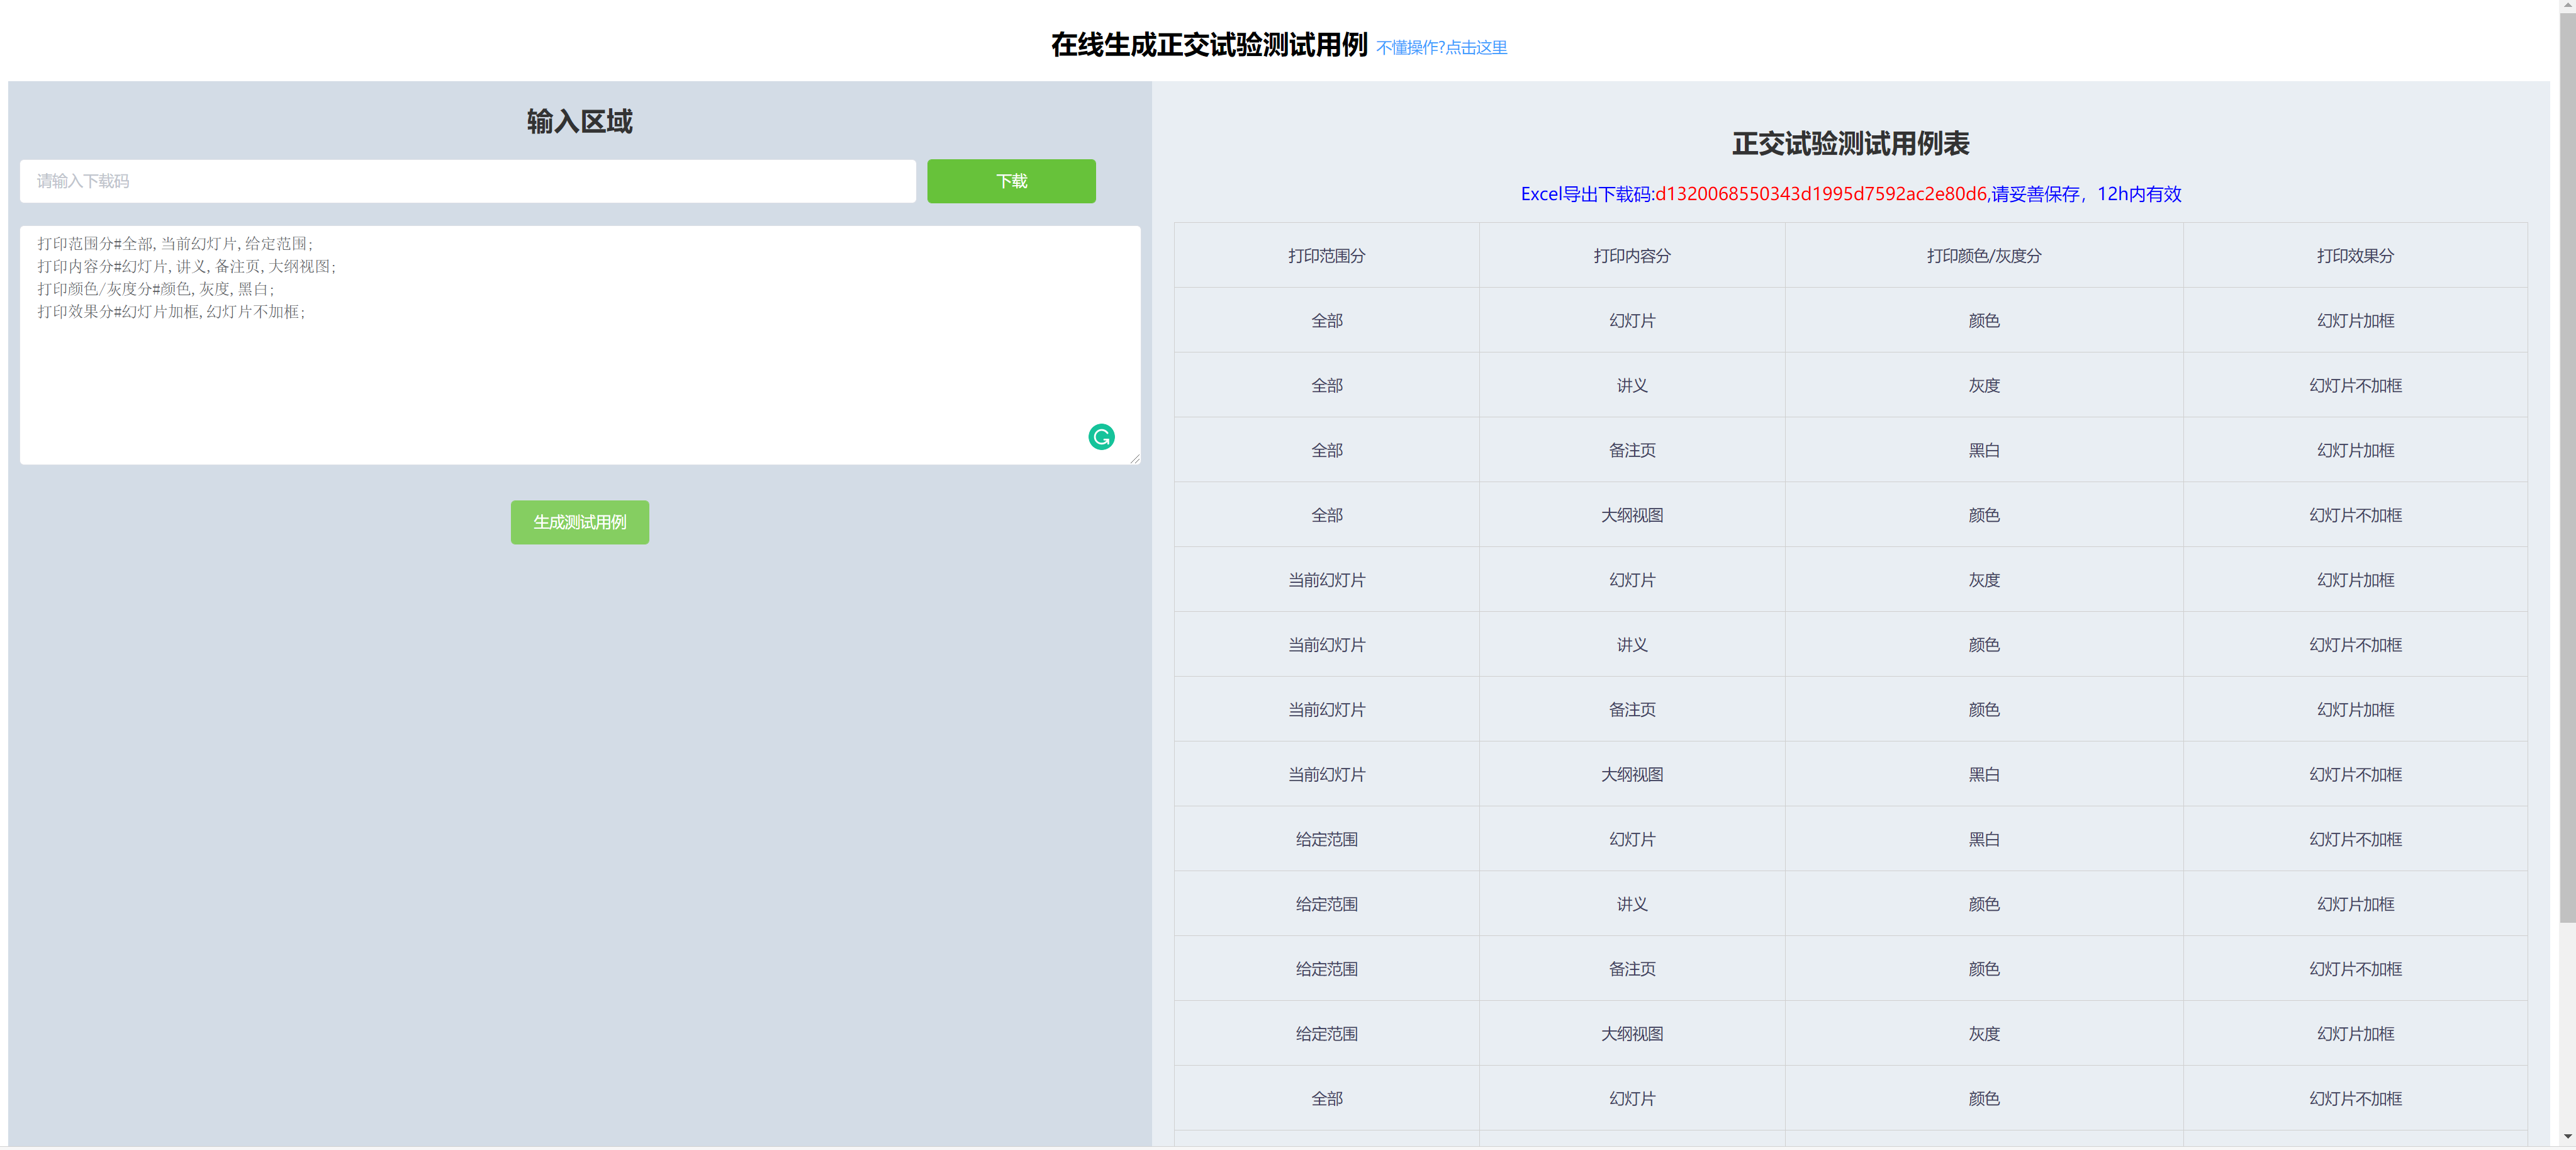 在线生成正交试验测试用例 不懂操作?点击这里
输入区域
请输入下载码 下载
打印范围分#全部,当前幻灯片,给定范围;
打印内容分#幻灯片,讲义,备注页,大纲视图;
打印颜色/灰度分#颜色,灰度,黑白;
打印效果分#幻灯片加框,幻灯片不加框;
生成测试用例
正交试验测试用例表
Excel导出下载码:d1320068550343d1995d7592ac2e80d6,请妥善保存，12h内有效
打印范围分 打印内容分 打印颜色/灰度分 打印效果分
全部 幻灯片 颜色 幻灯片加框
全部 讲义 灰度 幻灯片不加框
全部 备注页 黑白 幻灯片加框
全部 大纲视图 颜色 幻灯片不加框
当前幻灯片 幻灯片 灰度 幻灯片加框
当前幻灯片 讲义 颜色 幻灯片不加框
当前幻灯片 备注页 颜色 幻灯片加框
当前幻灯片 大纲视图 黑白 幻灯片不加框
给定范围 幻灯片 黑白 幻灯片不加框
给定范围 讲义 颜色 幻灯片加框
给定范围 备注页 颜色 幻灯片不加框
给定范围 大纲视图 灰度 幻灯片加框
全部 幻灯片 颜色 幻灯片不加框